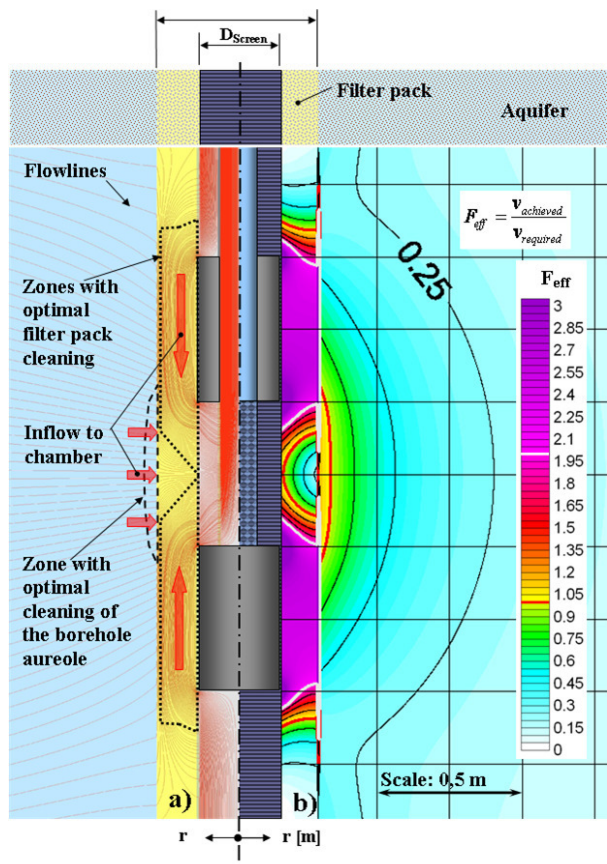 D_Screen
Filter pack
Aquifer
Flowlines
F_eff = v_achieved / v_required
0.25
Zones with
optimal
filter pack
cleaning
F_eff
3
2.85
2.7
2.55
2.4
2.25
2.1
1.95
1.8
1.65
1.5
1.35
1.2
1.05
0.9
0.75
0.6
0.45
0.3
0.15
0
Inflow to
chamber
Zone with
optimal
cleaning of
the borehole
aureole
a)
b)
Scale: 0,5 m
r
r [m]